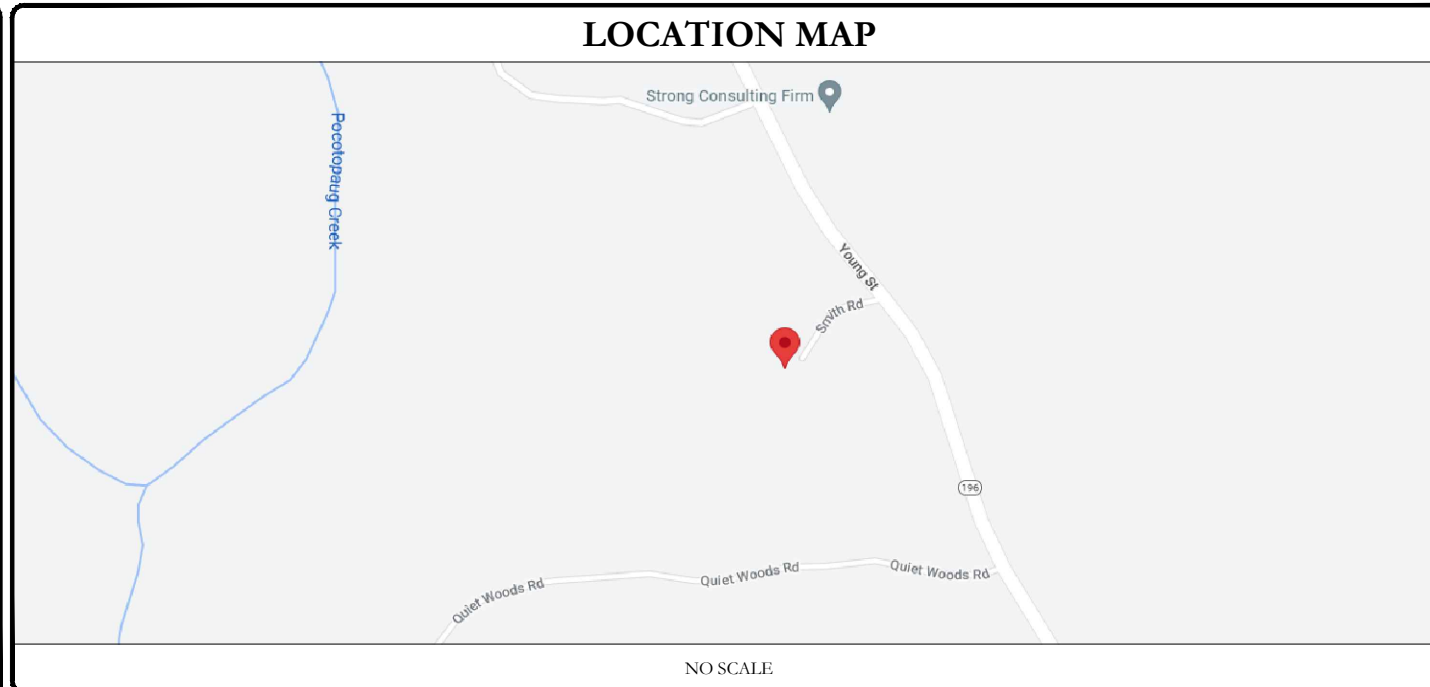 LOCATION MAP
Strong Consulting Firm
Pocotopaug Creek
Young St
Smith Rd
196
Quiet Woods Rd
Quiet Woods Rd
Quiet Woods Rd
NO SCALE